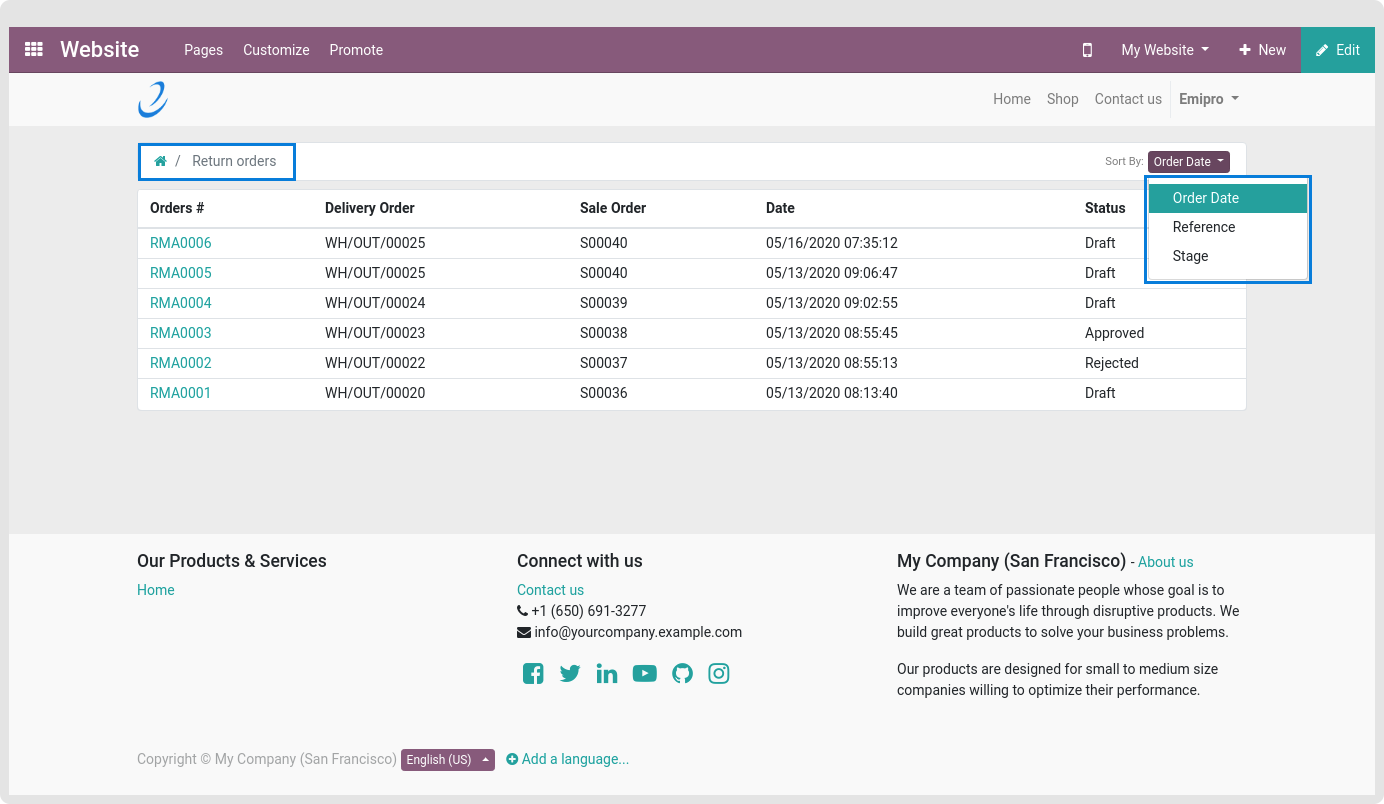 Website Pages Customize Promote My Website New Edit
Home Shop Contact us Emipro
/ Return orders Sort By: Order Date
Order Date
Reference
Stage
Orders # Delivery Order Sale Order Date Status
RMA0006 WH/OUT/00025 S00040 05/16/2020 07:35:12 Draft
RMA0005 WH/OUT/00025 S00040 05/13/2020 09:06:47 Draft
RMA0004 WH/OUT/00024 S00039 05/13/2020 09:02:55 Draft
RMA0003 WH/OUT/00023 S00038 05/13/2020 08:55:45 Approved
RMA0002 WH/OUT/00022 S00037 05/13/2020 08:55:13 Rejected
RMA0001 WH/OUT/00020 S00036 05/13/2020 08:13:40 Draft
Our Products & Services
Home
Connect with us
Contact us
+1 (650) 691-3277
info@yourcompany.example.com
My Company (San Francisco) - About us
We are a team of passionate people whose goal is to
improve everyone's life through disruptive products. We
build great products to solve your business problems.
Our products are designed for small to medium size
companies willing to optimize their performance.
Copyright © My Company (San Francisco) English (US) Add a language...